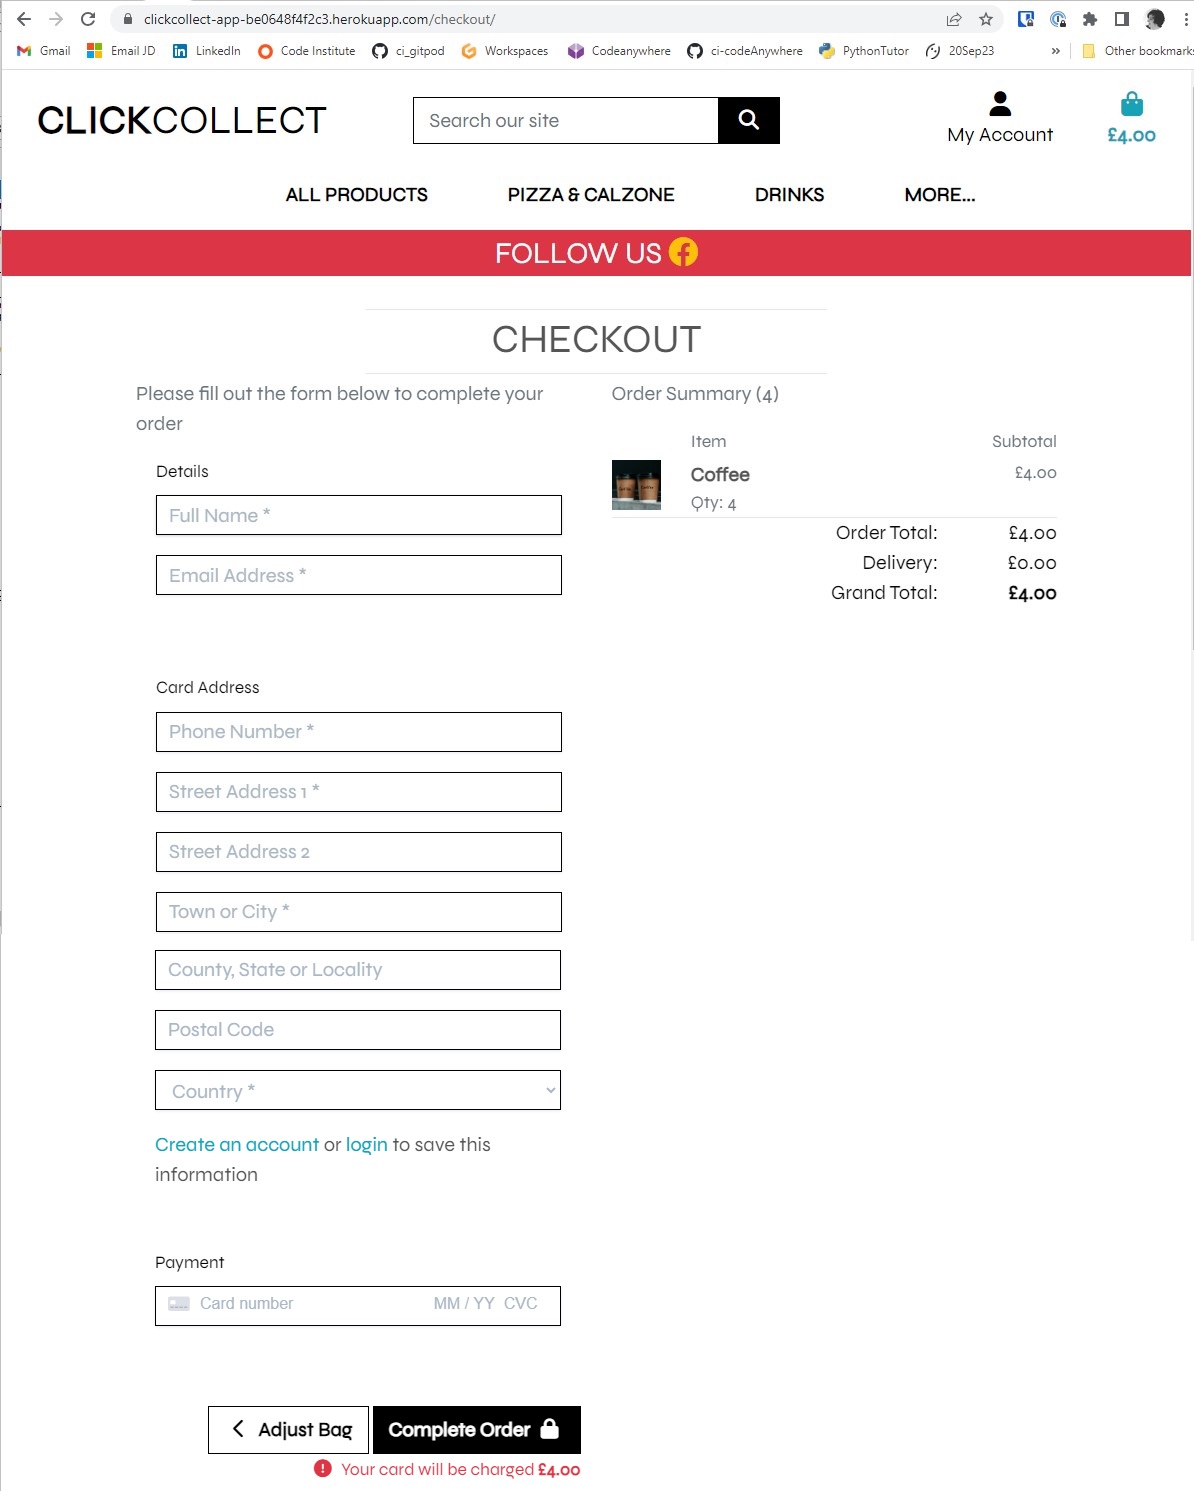 clickcollect-app-be0648f4f2c3.herokuapp.com/checkout/
Gmail Email JD LinkedIn Code Institute ci_gitpod Workspaces Codeanywhere ci-codeAnywhere PythonTutor 20Sep23 » Other bookmarks
CLICKCOLLECT
Search our site
My Account
£4.00
ALL PRODUCTS PIZZA & CALZONE DRINKS MORE...
FOLLOW US
CHECKOUT
Please fill out the form below to complete your
order
Details
Full Name *
Email Address *
Card Address
Phone Number *
Street Address 1 *
Street Address 2
Town or City *
County, State or Locality
Postal Code
Country *
Create an account or login to save this
information
Payment
Card number MM / YY CVC
Adjust Bag Complete Order
Your card will be charged £4.00
Order Summary (4)
Item Subtotal
Coffee £4.00
Qty: 4
Order Total: £4.00
Delivery: £0.00
Grand Total: £4.00